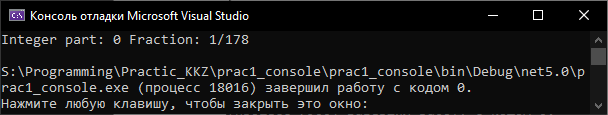 Консоль отладки Microsoft Visual Studio
Integer part: 0 Fraction: 1/178
S:\Programming\Practic_KKZ\prac1_console\prac1_console\bin\Debug\net5.0\p
rac1_console.exe (процесс 18016) завершил работу с кодом 0.
Нажмите любую клавишу, чтобы закрыть это окно: